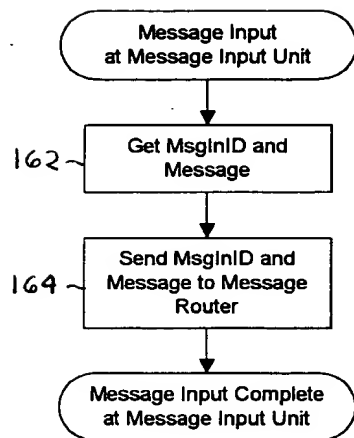 Message Input
at Message Input Unit
162
Get MsgInID and
Message
164
Send MsgInID and
Message to Message
Router
Message Input Complete
at Message Input Unit